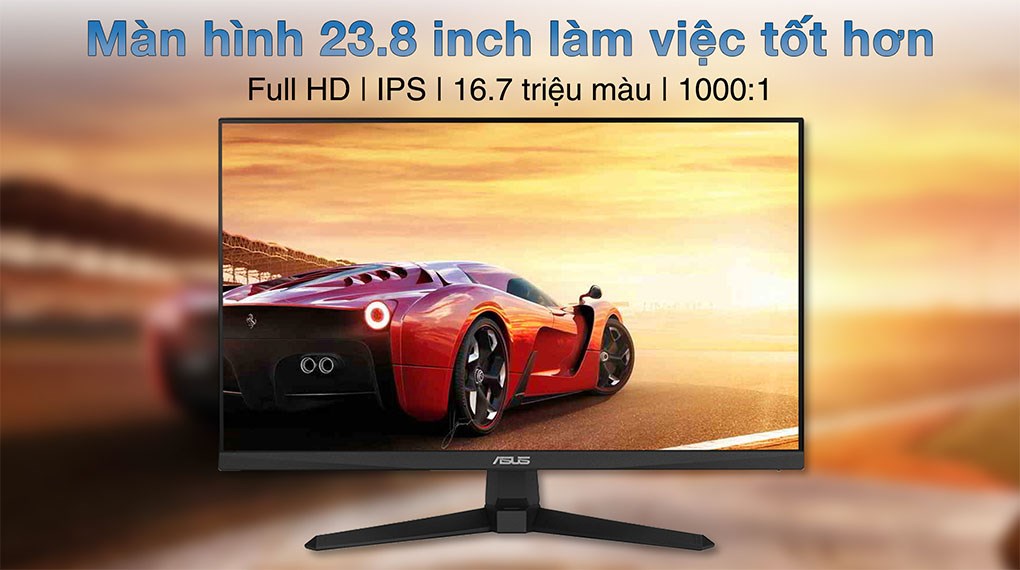 Màn hình 23.8 inch làm việc tốt hơn
Full HD | IPS | 16.7 triệu màu | 1000:1
ASUS